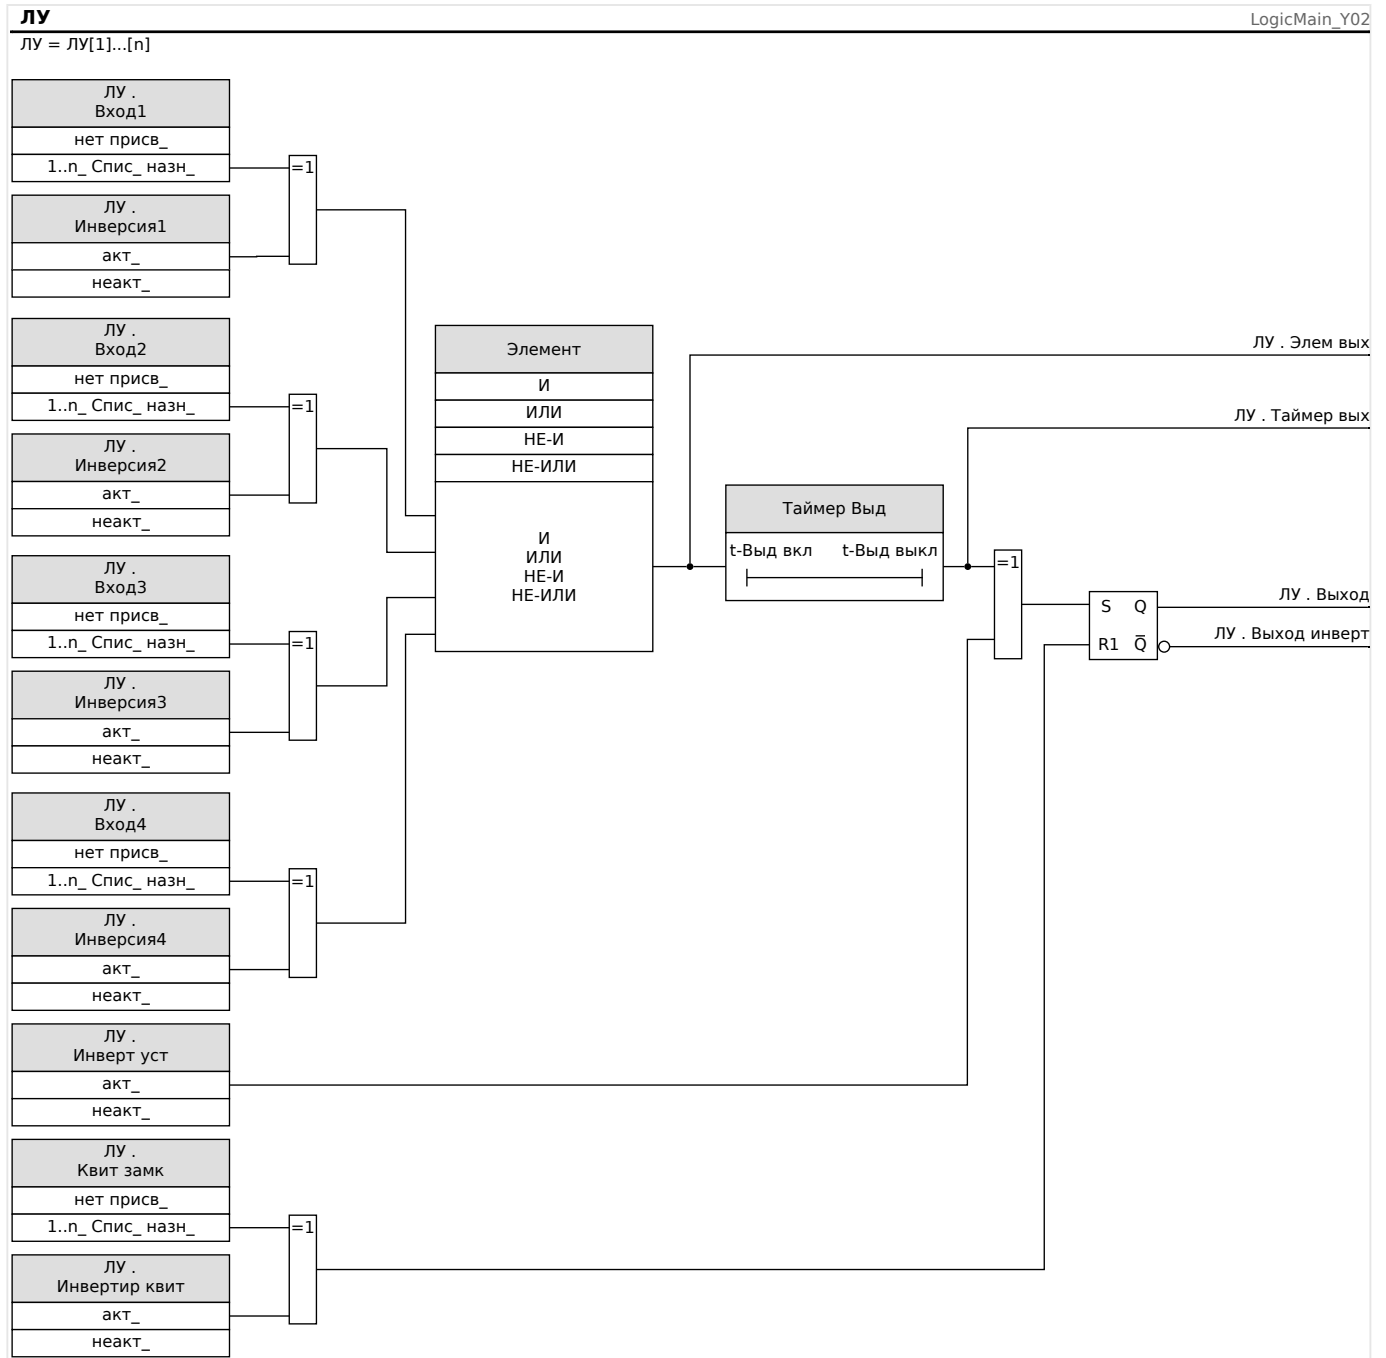 ЛУ
LogicMain_Y02
ЛУ = ЛУ[1]...[n]
ЛУ .
Вход1
нет присв_
1..n_ Спис_ назн_
=1
ЛУ .
Инверсия1
акт_
неакт_
ЛУ .
Вход2
нет присв_
1..n_ Спис_ назн_
=1
ЛУ .
Инверсия2
акт_
неакт_
ЛУ .
Вход3
нет присв_
1..n_ Спис_ назн_
=1
ЛУ .
Инверсия3
акт_
неакт_
ЛУ .
Вход4
нет присв_
1..n_ Спис_ назн_
=1
ЛУ .
Инверсия4
акт_
неакт_
ЛУ .
Инверт уст
акт_
неакт_
ЛУ .
Квит замк
нет присв_
1..n_ Спис_ назн_
=1
ЛУ .
Инвертир квит
акт_
неакт_
Элемент
И
ИЛИ
НЕ-И
НЕ-ИЛИ
И
ИЛИ
НЕ-И
НЕ-ИЛИ
Таймер Выд
t-Выд вкл t-Выд выкл
=1
S Q
R1 Q̅
ЛУ . Элем вых
ЛУ . Таймер вых
ЛУ . Выход
ЛУ . Выход инверт